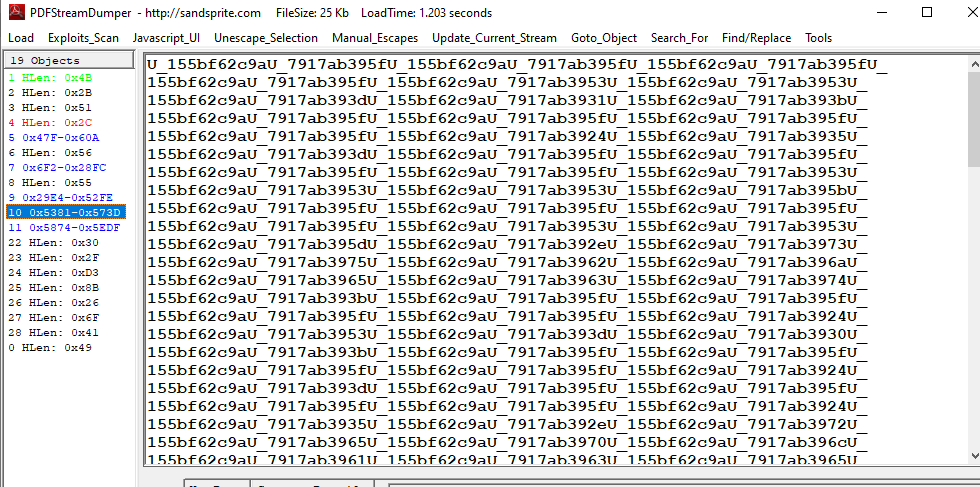 PDFStreamDumper - http://sandsprite.com FileSize: 25 Kb LoadTime: 1.203 seconds
Load Exploits_Scan Javascript_UI Unescape_Selection Manual_Escapes Update_Current_Stream Goto_Object Search_For Find/Replace Tools
19 Objects
1 HLen: 0x4B
2 HLen: 0x2B
3 HLen: 0x51
4 HLen: 0x2C
5 0x47F-0x60A
6 HLen: 0x56
7 0x6F2-0x28FC
8 HLen: 0x55
9 0x29E4-0x52FE
10 0x5381-0x573D
11 0x5874-0x5EDF
22 HLen: 0x30
23 HLen: 0x2F
24 HLen: 0xD3
25 HLen: 0x8B
26 HLen: 0x26
27 HLen: 0x6F
28 HLen: 0x41
0 HLen: 0x49
U_155bf62c9aU_7917ab395fU_155bf62c9aU_7917ab395fU_155bf62c9aU_7917ab395fU_
155bf62c9aU_7917ab395fU_155bf62c9aU_7917ab3953U_155bf62c9aU_7917ab3953U_
155bf62c9aU_7917ab393dU_155bf62c9aU_7917ab3931U_155bf62c9aU_7917ab393bU_
155bf62c9aU_7917ab395fU_155bf62c9aU_7917ab395fU_155bf62c9aU_7917ab395fU_
155bf62c9aU_7917ab395fU_155bf62c9aU_7917ab3924U_155bf62c9aU_7917ab3935U_
155bf62c9aU_7917ab393dU_155bf62c9aU_7917ab395fU_155bf62c9aU_7917ab395fU_
155bf62c9aU_7917ab395fU_155bf62c9aU_7917ab395fU_155bf62c9aU_7917ab3953U_
155bf62c9aU_7917ab3953U_155bf62c9aU_7917ab3953U_155bf62c9aU_7917ab395bU_
155bf62c9aU_7917ab395fU_155bf62c9aU_7917ab395fU_155bf62c9aU_7917ab395fU_
155bf62c9aU_7917ab395fU_155bf62c9aU_7917ab3953U_155bf62c9aU_7917ab3953U_
155bf62c9aU_7917ab395dU_155bf62c9aU_7917ab392eU_155bf62c9aU_7917ab3973U_
155bf62c9aU_7917ab3975U_155bf62c9aU_7917ab3962U_155bf62c9aU_7917ab396aU_
155bf62c9aU_7917ab3965U_155bf62c9aU_7917ab3963U_155bf62c9aU_7917ab3974U_
155bf62c9aU_7917ab393bU_155bf62c9aU_7917ab395fU_155bf62c9aU_7917ab395fU_
155bf62c9aU_7917ab395fU_155bf62c9aU_7917ab395fU_155bf62c9aU_7917ab3924U_
155bf62c9aU_7917ab3953U_155bf62c9aU_7917ab393dU_155bf62c9aU_7917ab3930U_
155bf62c9aU_7917ab393bU_155bf62c9aU_7917ab395fU_155bf62c9aU_7917ab395fU_
155bf62c9aU_7917ab395fU_155bf62c9aU_7917ab395fU_155bf62c9aU_7917ab3924U_
155bf62c9aU_7917ab393dU_155bf62c9aU_7917ab395fU_155bf62c9aU_7917ab395fU_
155bf62c9aU_7917ab395fU_155bf62c9aU_7917ab395fU_155bf62c9aU_7917ab3924U_
155bf62c9aU_7917ab3935U_155bf62c9aU_7917ab392eU_155bf62c9aU_7917ab3972U_
155bf62c9aU_7917ab3965U_155bf62c9aU_7917ab3970U_155bf62c9aU_7917ab396cU_
155bf62c9aU_7917ab3961U_155bf62c9aU_7917ab3963U_155bf62c9aU_7917ab3965U_